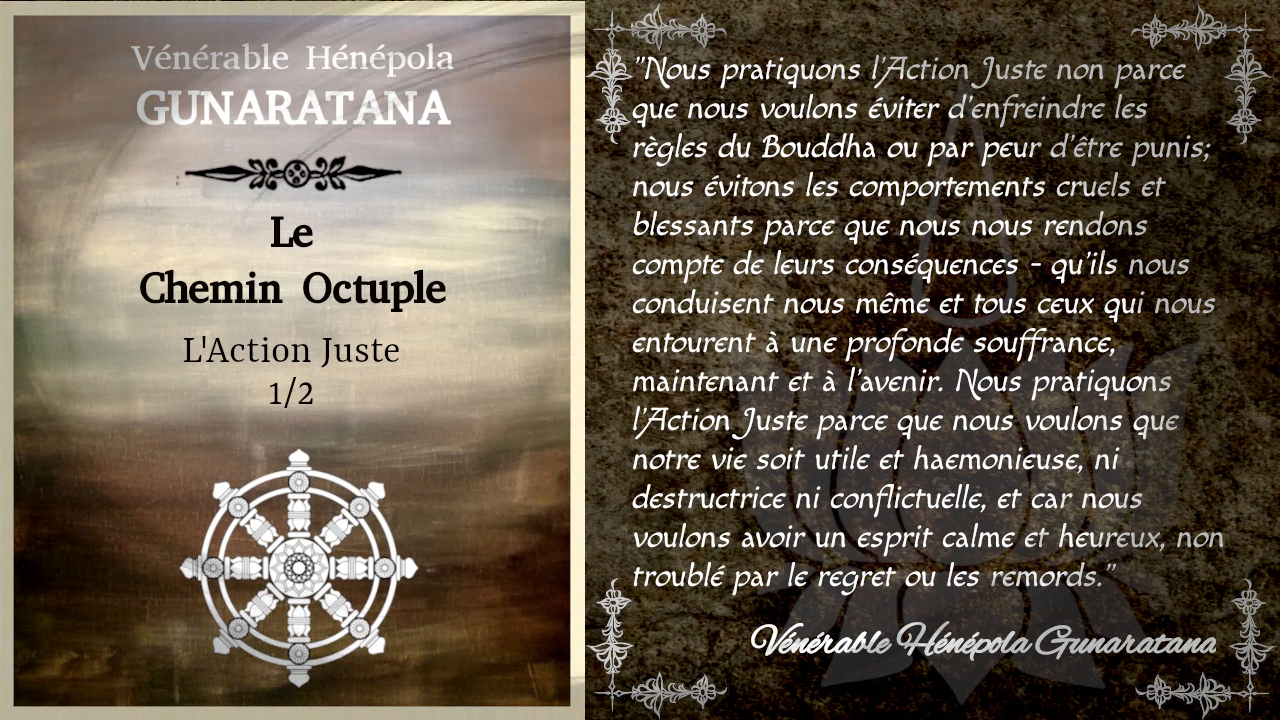 Vénérable Hénépola
GUNARATANA
Le
Chemin Octuple
L'Action Juste
1/2
"Nous pratiquons l'Action Juste non parce
que nous voulons éviter d'enfreindre les
règles du Bouddha ou par peur d'être punis;
nous évitons les comportements cruels et
blessants parce que nous nous rendons
compte de leurs conséquences - qu'ils nous
conduisent nous même et tous ceux qui nous
entourent à une profonde souffrance,
maintenant et à l'avenir. Nous pratiquons
l'Action Juste parce que nous voulons que
notre vie soit utile et haemonieuse, ni
destructrice ni conflictuelle, et car nous
voulons avoir un esprit calme et heureux, non
troublé par le regret ou les remords."
Vénérable Hénépola Gunaratana